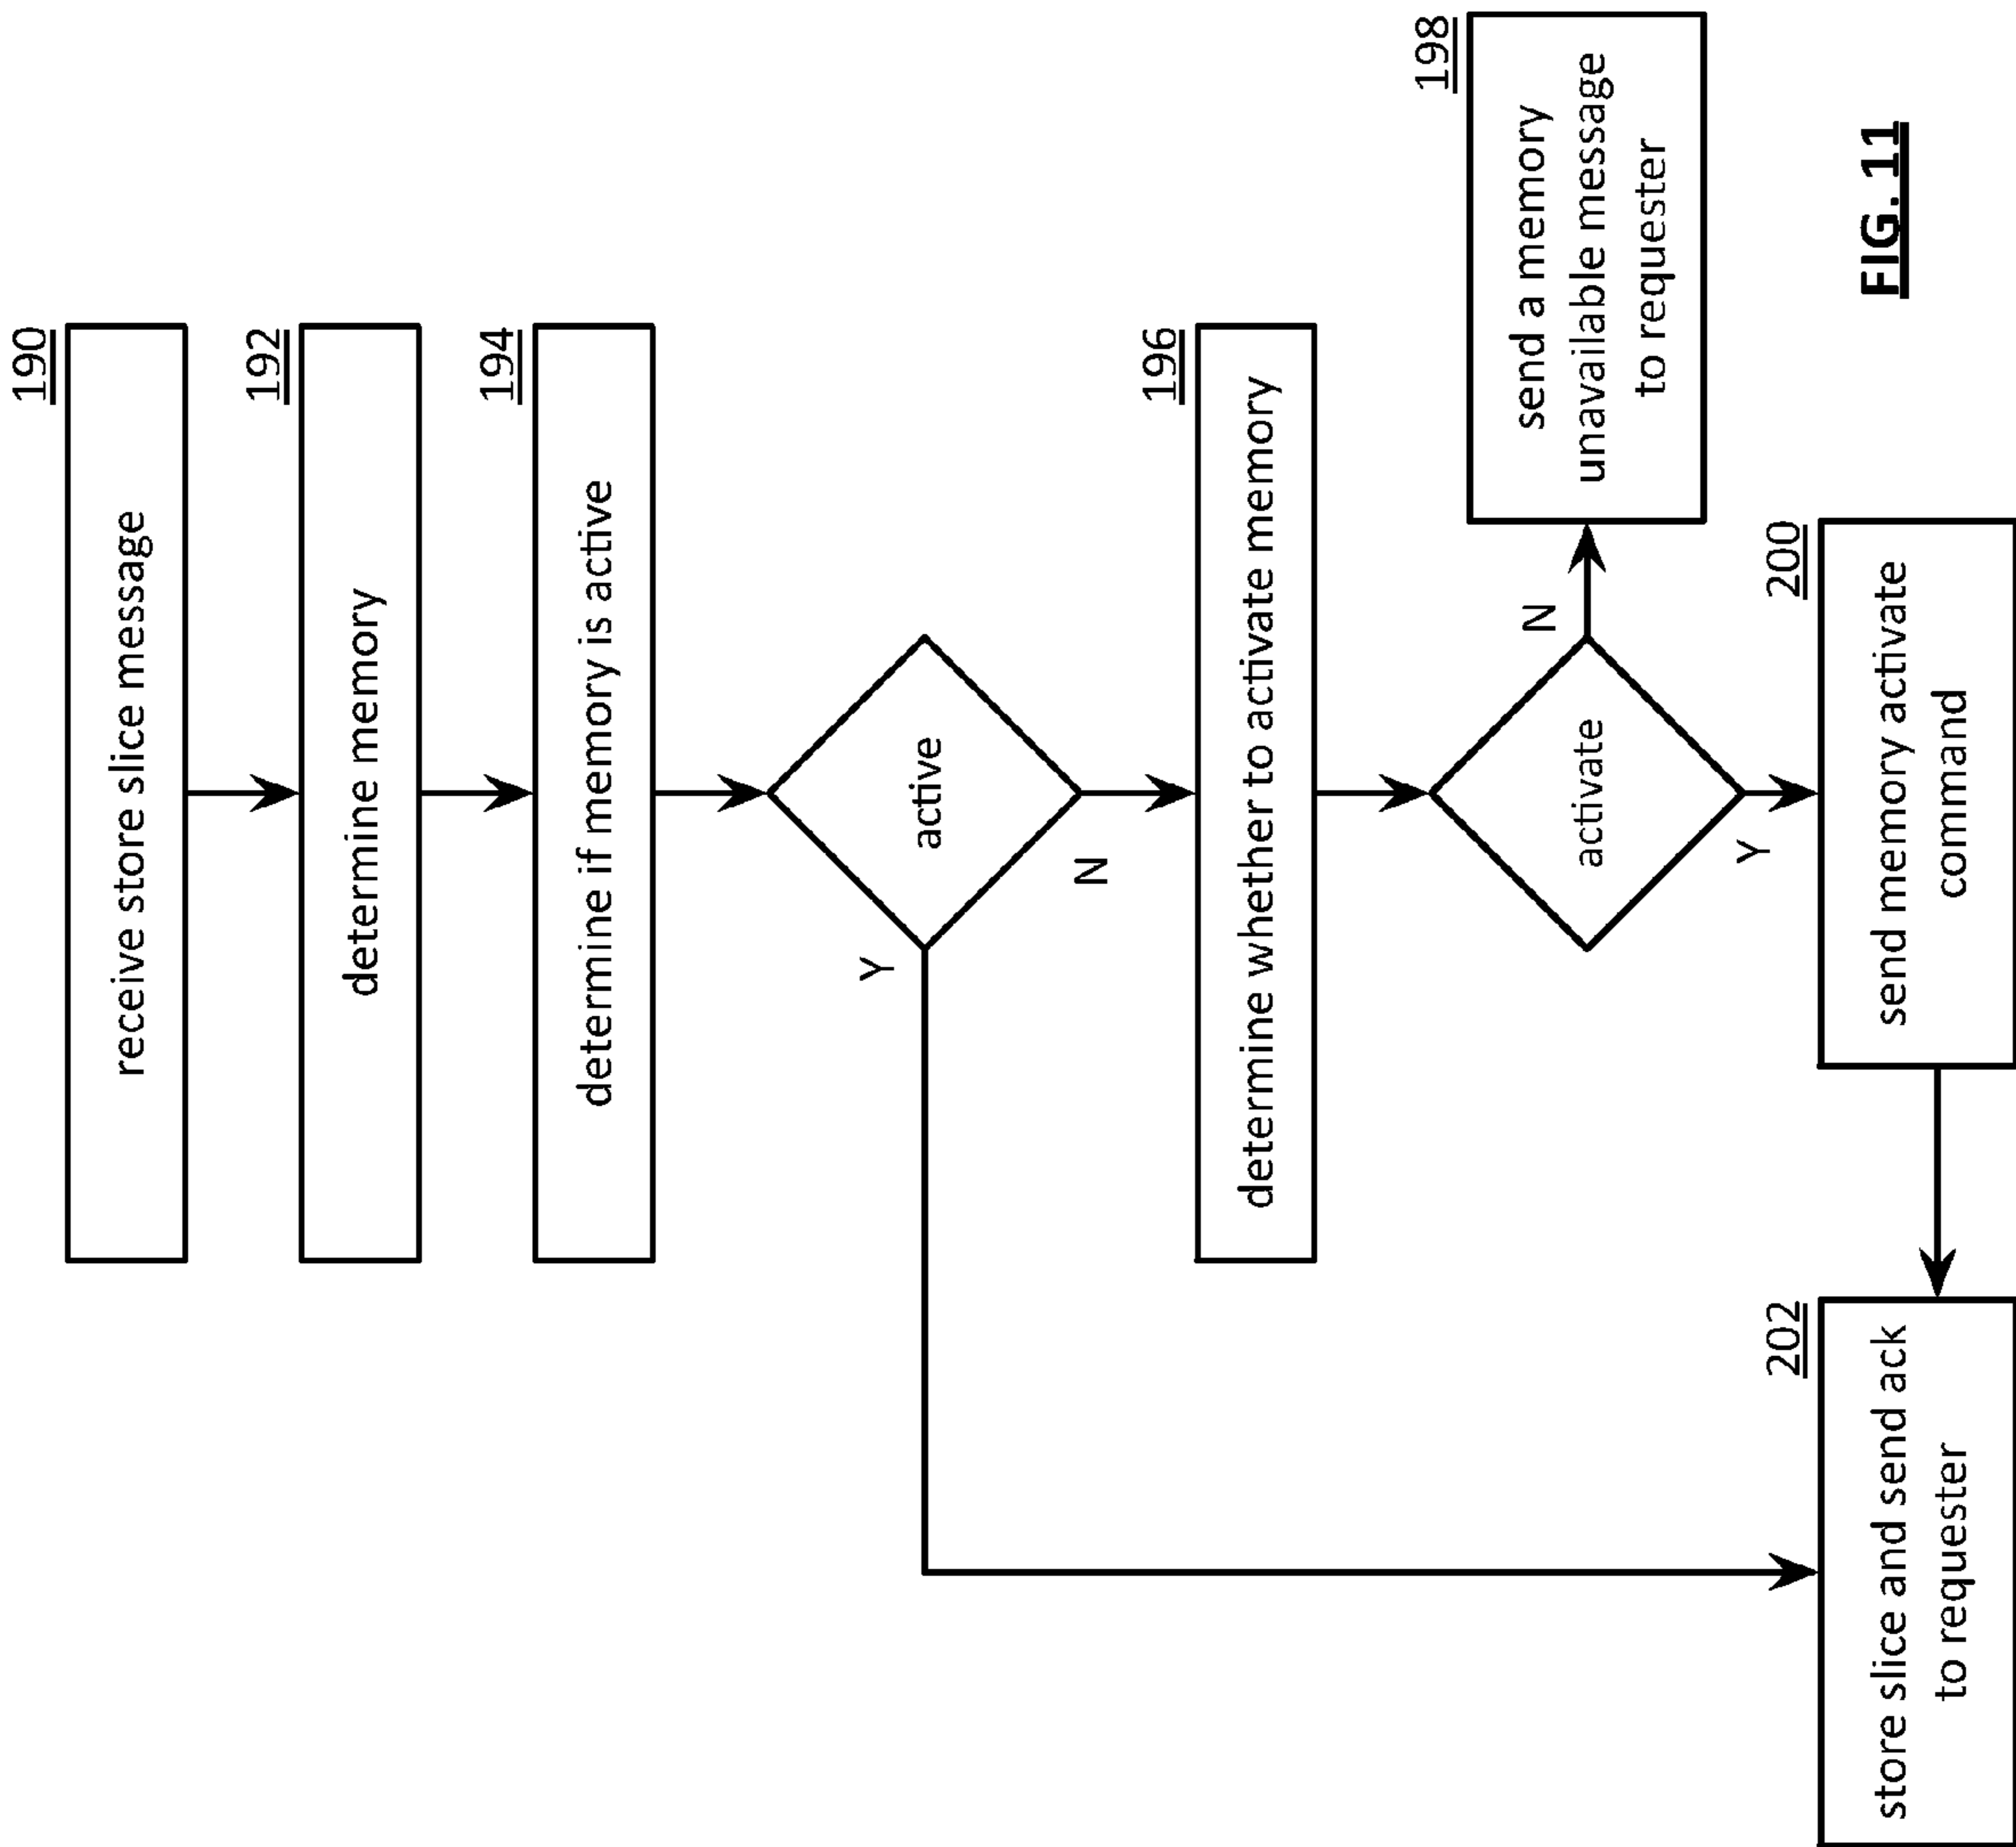 190
receive store slice message
192
determine memory
194
determine if memory is active
active
Y
N
196
determine whether to activate memory
activate
N
Y
198
send a memory
unavailable message
to requester
200
send memory activate
command
202
store slice and send ack
to requester
FIG. 11